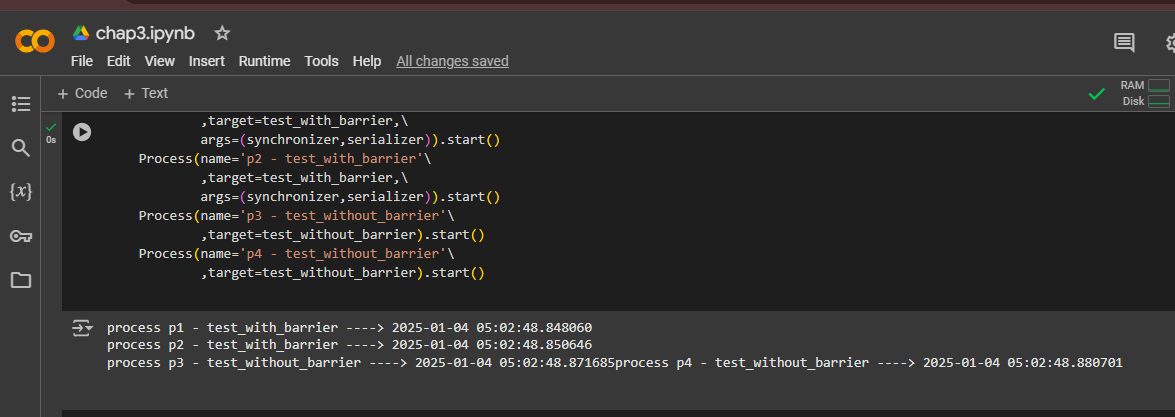 chap3.ipynb
File Edit View Insert Runtime Tools Help All changes saved
+ Code + Text
RAM
Disk
0s
{x}
,target=test_with_barrier,\
args=(synchronizer,serializer)).start()
Process(name='p2 - test_with_barrier'\
,target=test_with_barrier,\
args=(synchronizer,serializer)).start()
Process(name='p3 - test_without_barrier'\
,target=test_without_barrier).start()
Process(name='p4 - test_without_barrier'\
,target=test_without_barrier).start()
process p1 - test_with_barrier ----> 2025-01-04 05:02:48.848060
process p2 - test_with_barrier ----> 2025-01-04 05:02:48.850646
process p3 - test_without_barrier ----> 2025-01-04 05:02:48.871685process p4 - test_without_barrier ----> 2025-01-04 05:02:48.880701